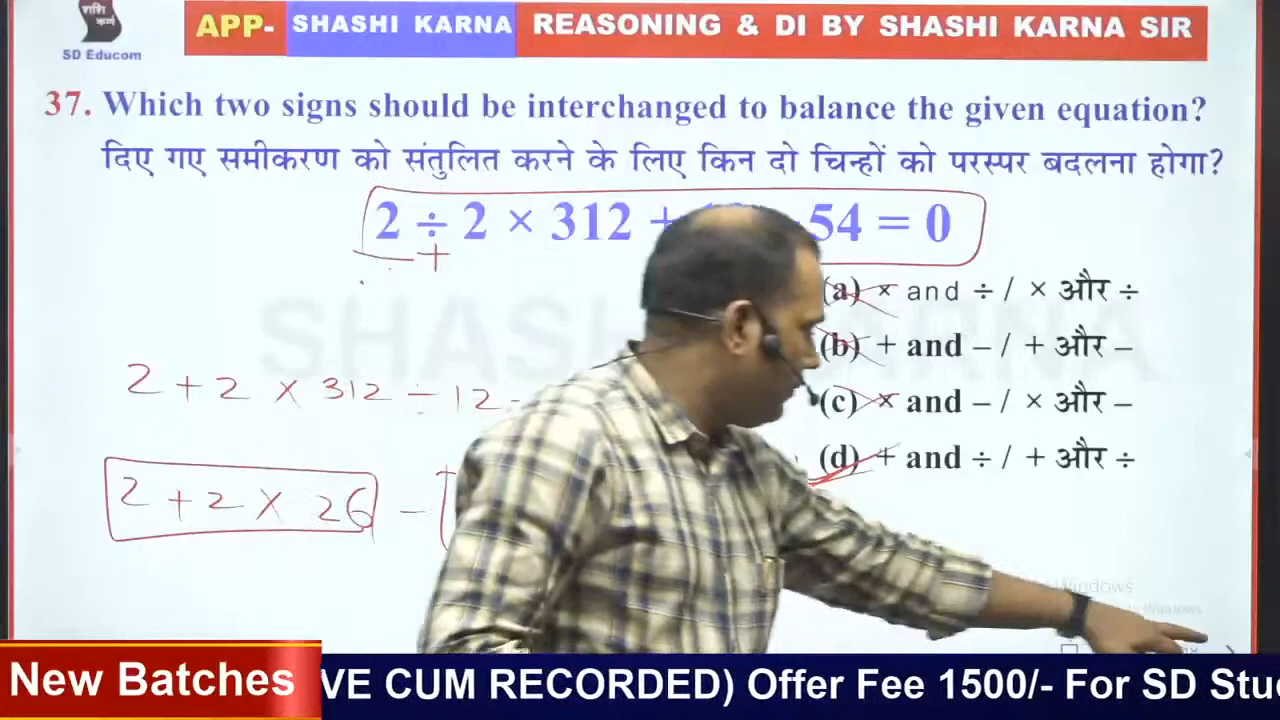 शशि
कर्ण
SD Educom
APP- SHASHI KARNA REASONING & DI BY SHASHI KARNA SIR
37. Which two signs should be interchanged to balance the given equation?
दिए गए समीकरण को संतुलित करने के लिए किन दो चिन्हों को परस्पर बदलना होगा?
2 ÷ 2 × 312 + 54 = 0
+
(a) × and ÷ / × और ÷
(b) + and – / + और –
(c) × and – / × और –
(d) + and ÷ / + और ÷
2 + 2 × 312 ÷ 12
2 + 2 × 26 –
Windows
New Batches VE CUM RECORDED) Offer Fee 1500/- For SD Stu